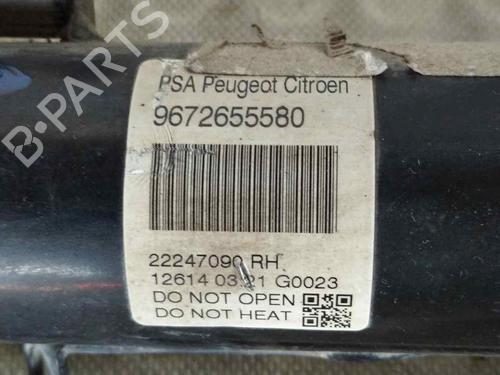 B-PARTS
PSA Peugeot Citroen
9672655580
22247090 RH
12614 03 21 G0023
DO NOT OPEN
DO NOT HEAT